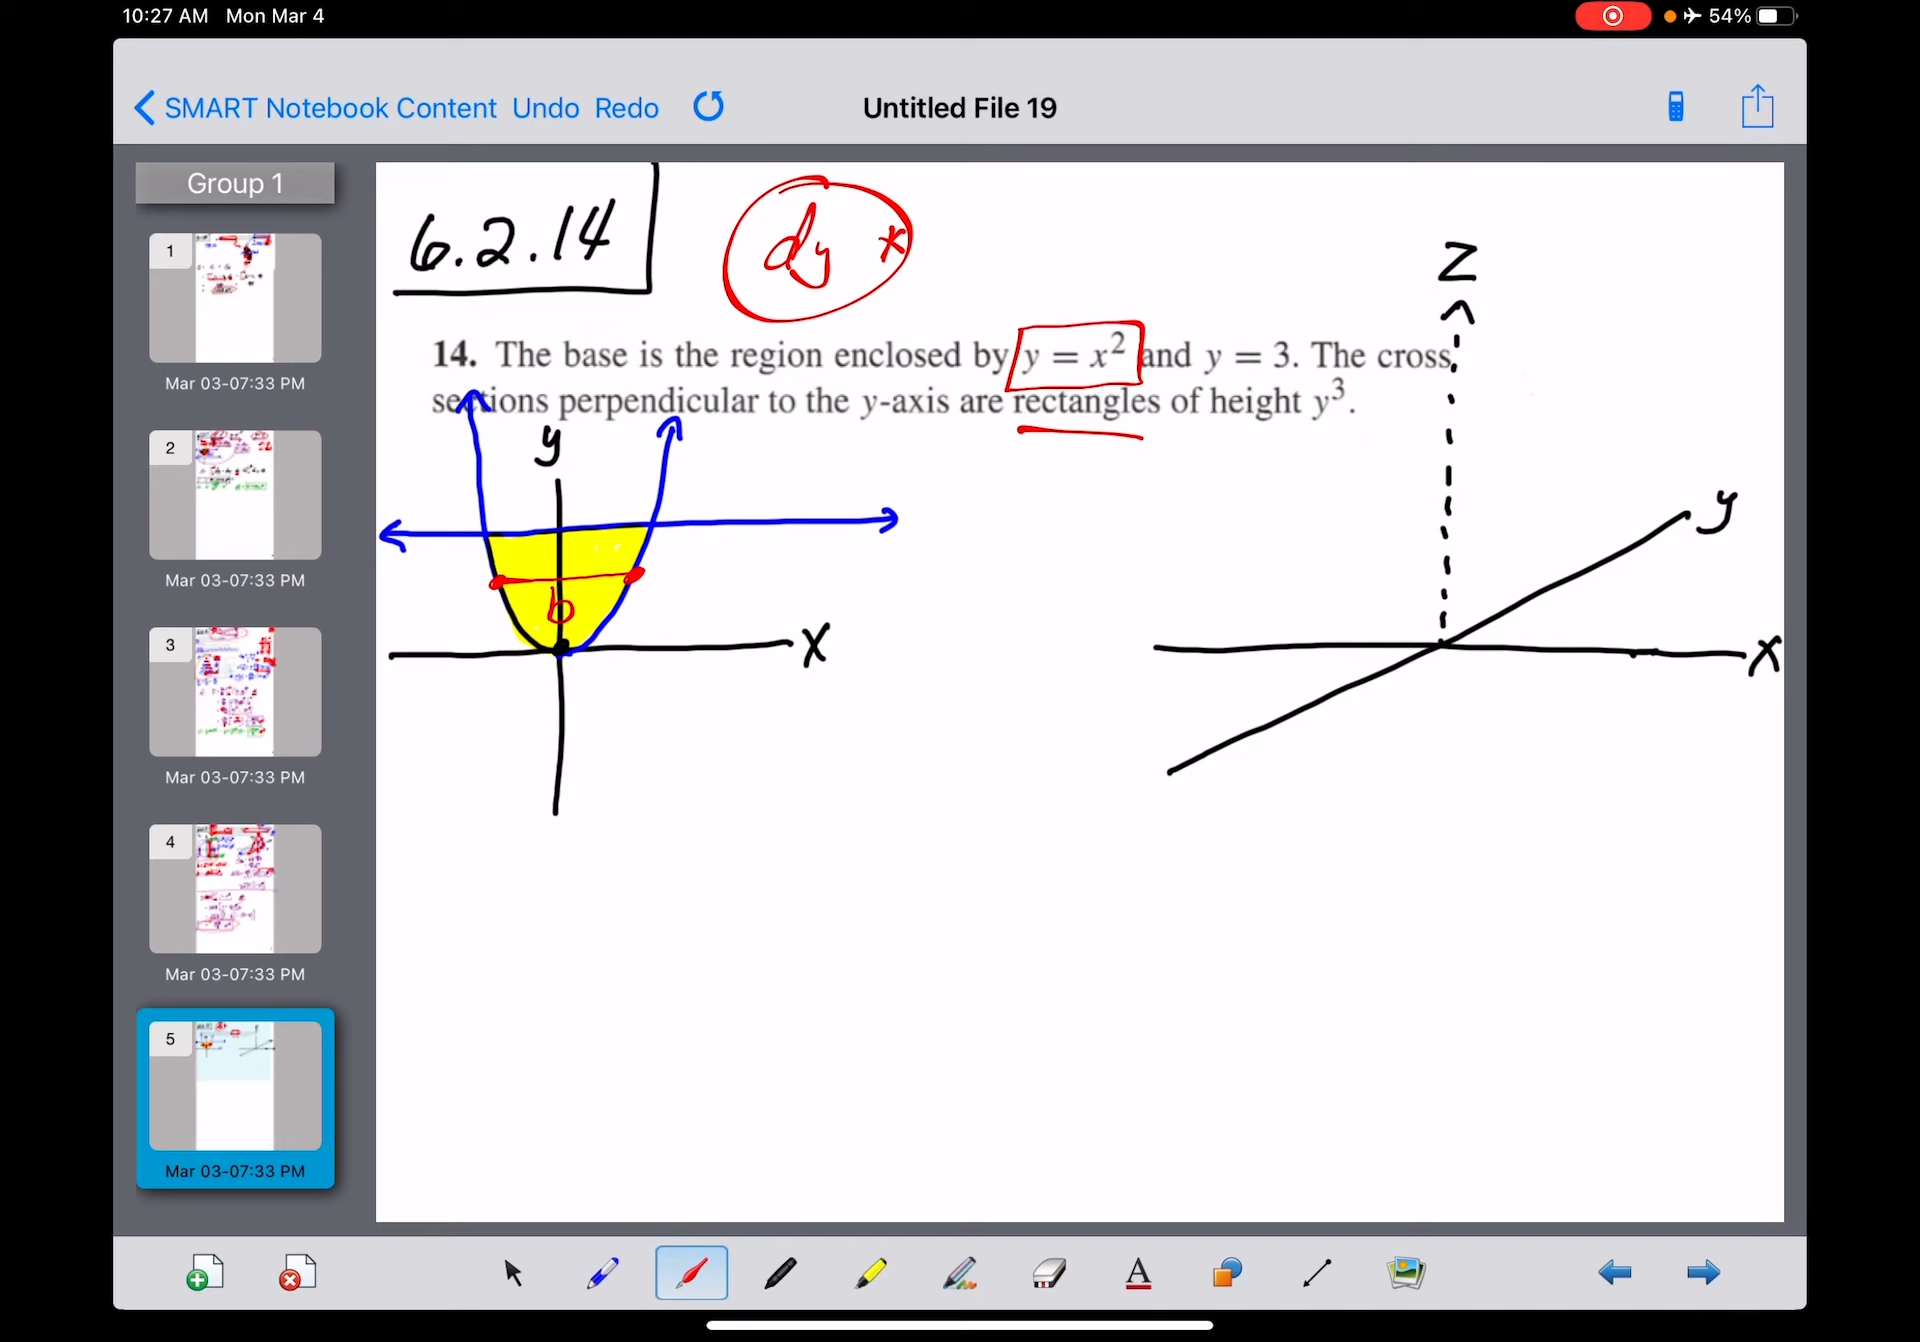 10:27 AM Mon Mar 4
54%
SMART Notebook Content Undo Redo
Untitled File 19
Group 1
1
Mar 03-07:33 PM
2
Mar 03-07:33 PM
3
Mar 03-07:33 PM
4
Mar 03-07:33 PM
5
Mar 03-07:33 PM
6.2.14
dy *
14. The base is the region enclosed by y = x² and y = 3. The cross
sections perpendicular to the y-axis are rectangles of height y³.
y
b
x
z
y
x
A